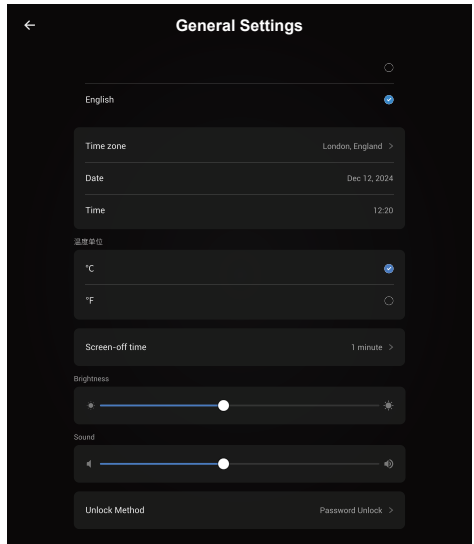 General Settings
English
Time zone London, England
Date Dec 12, 2024
Time 12:20
温度单位
°C
°F
Screen-off time 1 minute
Brightness
Sound
Unlock Method Password Unlock